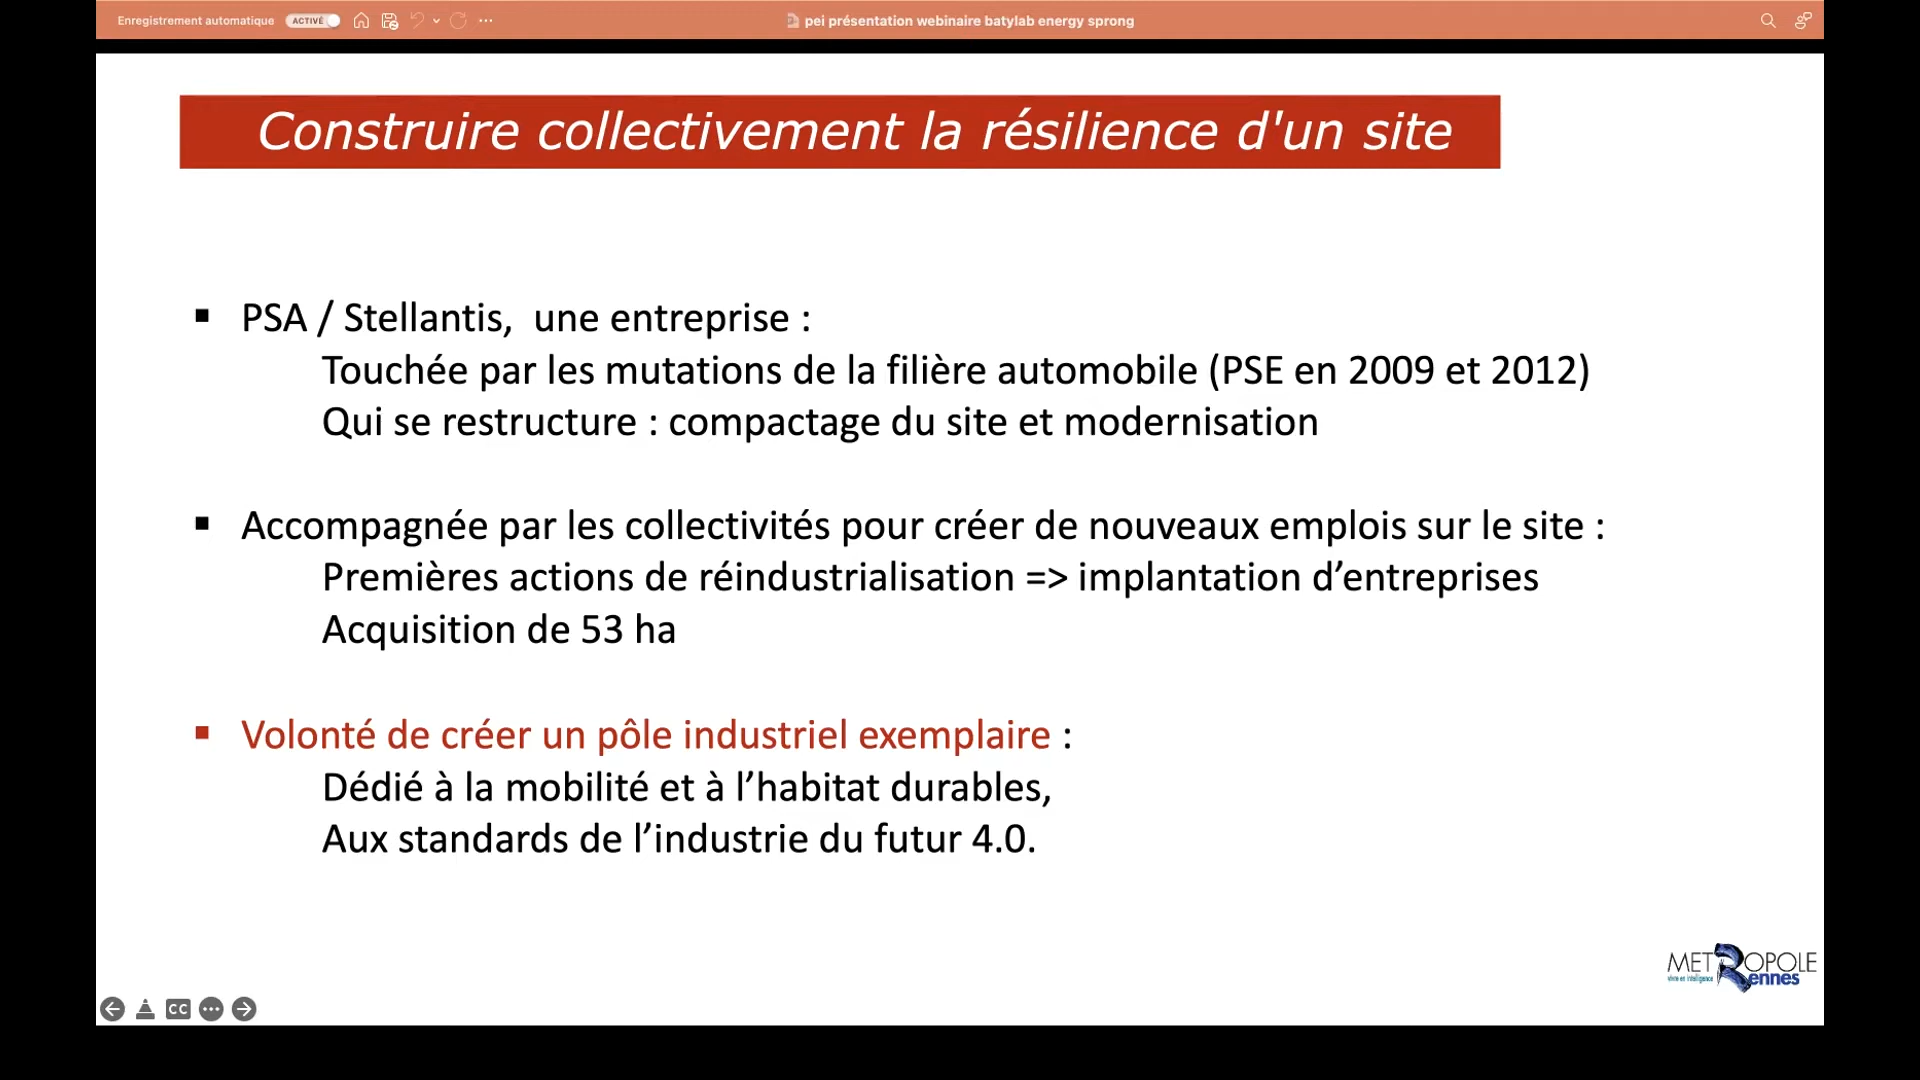 Enregistrement automatique ACTIVÉ pei présentation webinaire batylab energy sprong
Construire collectivement la résilience d'un site
▪ PSA / Stellantis, une entreprise :
Touchée par les mutations de la filière automobile (PSE en 2009 et 2012)
Qui se restructure : compactage du site et modernisation
▪ Accompagnée par les collectivités pour créer de nouveaux emplois sur le site :
Premières actions de réindustrialisation => implantation d’entreprises
Acquisition de 53 ha
▪ Volonté de créer un pôle industriel exemplaire :
Dédié à la mobilité et à l’habitat durables,
Aux standards de l’industrie du futur 4.0.
METROPOLE
vivre en intelligence Rennes
CC